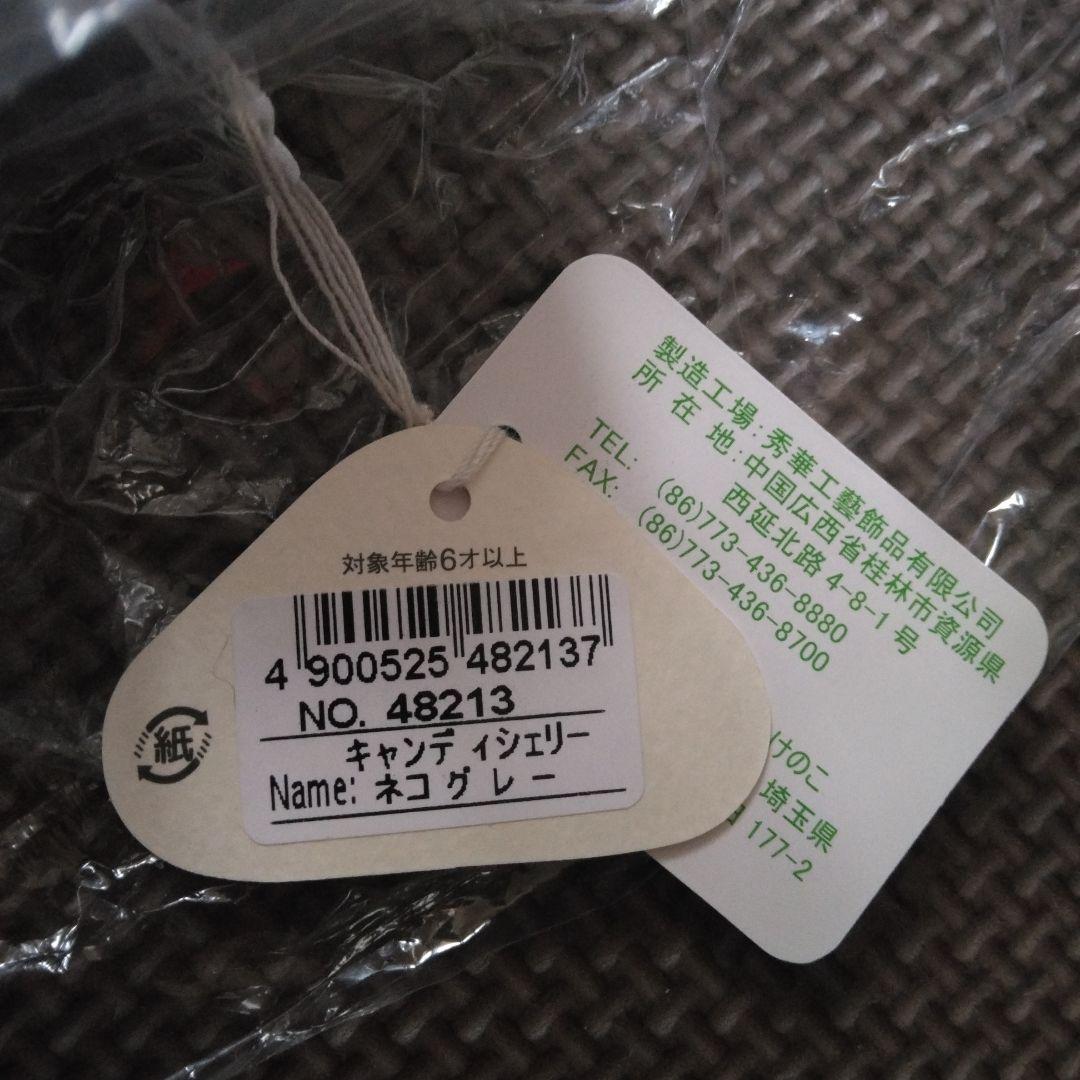 対象年齢6才以上
4 900525 482137
NO. 48213
キャンディシェリー
Name: ネコグレー
紙
製造工場:秀華工藝飾品有限公司
所在地:中国広西省桂林市資源県
西延北路4-8-1号
TEL: (86)773-436-8880
FAX: (86)773-436-8700
けのこ
埼玉県
177-2